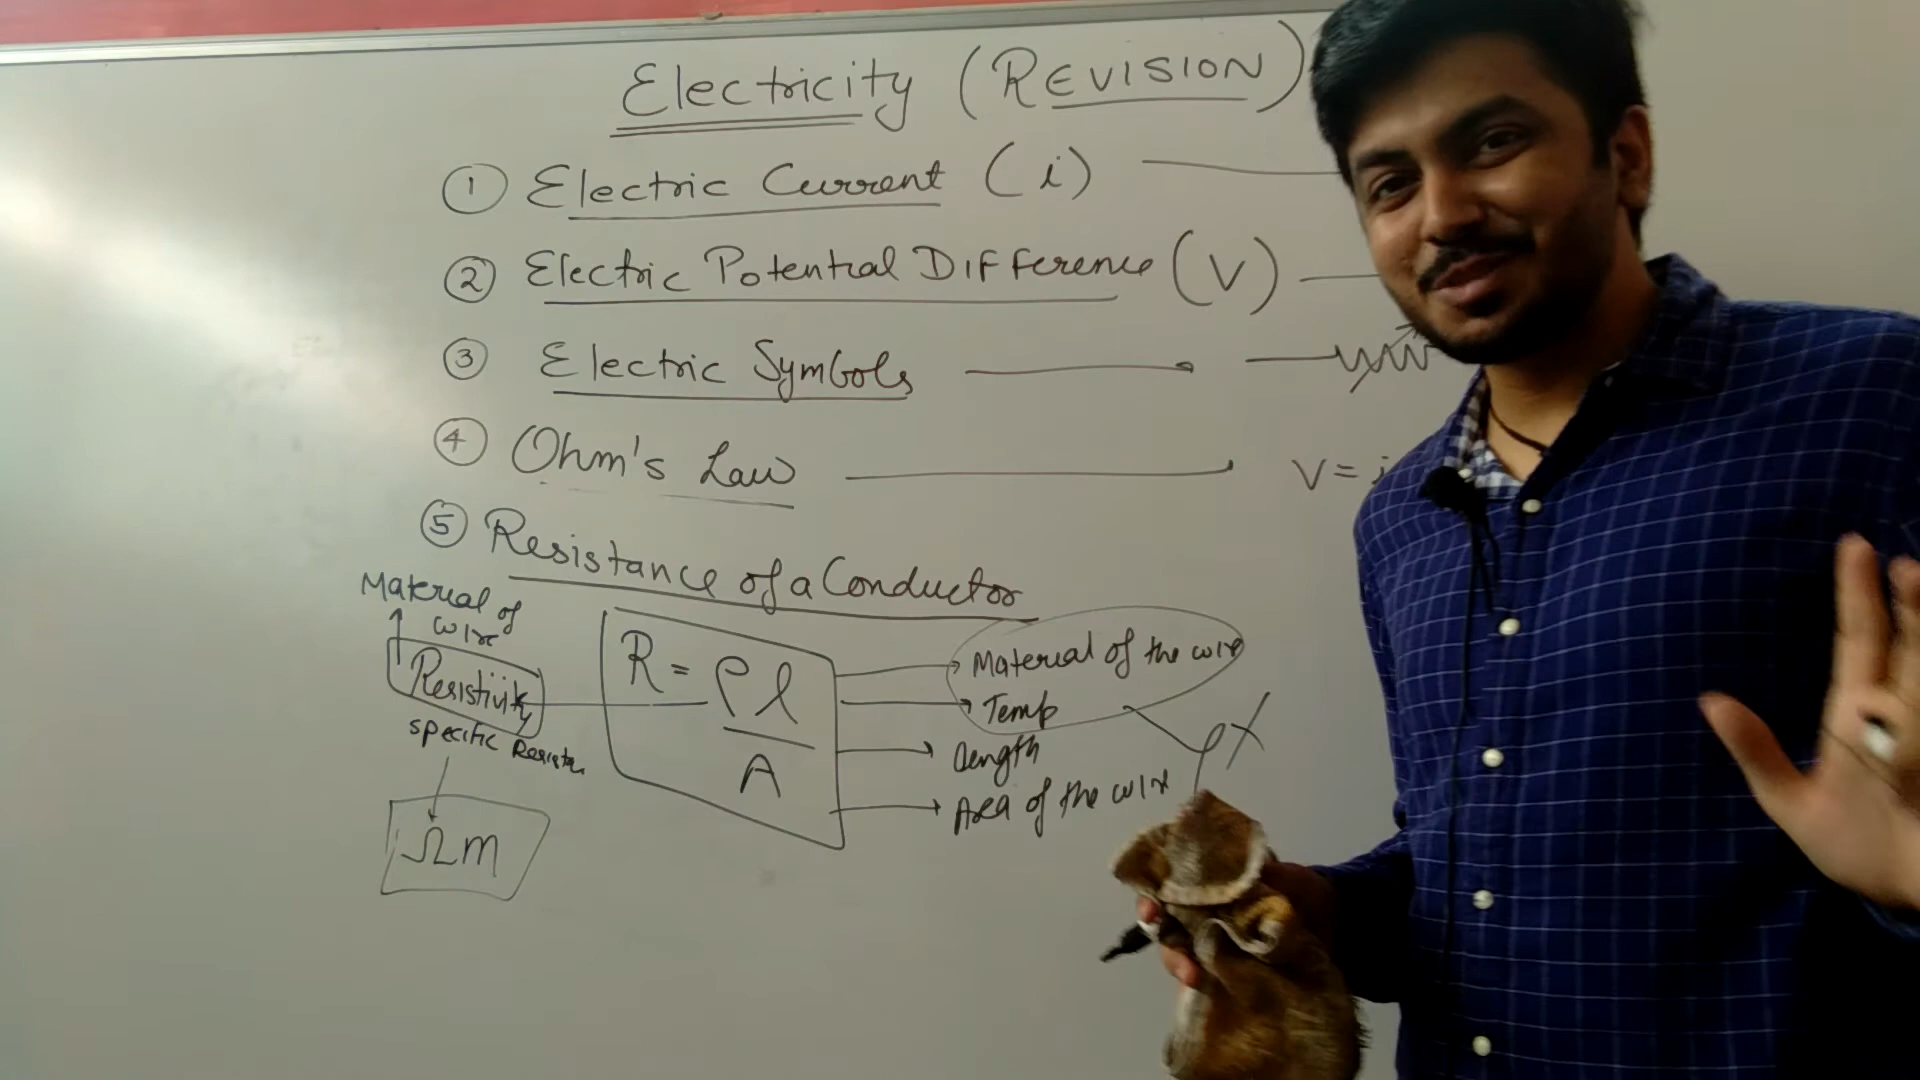 Electricity (REVISION)
① Electric Current (i)
② Electric Potential Difference (V)
③ Electric Symbols
④ Ohm's Law V = i
⑤ Resistance of a Conductor
Material of
wire
Resistivity
specific
Ωm
R = ρl
A
Material of the wire
Temp
length
Area of the wire
ρ